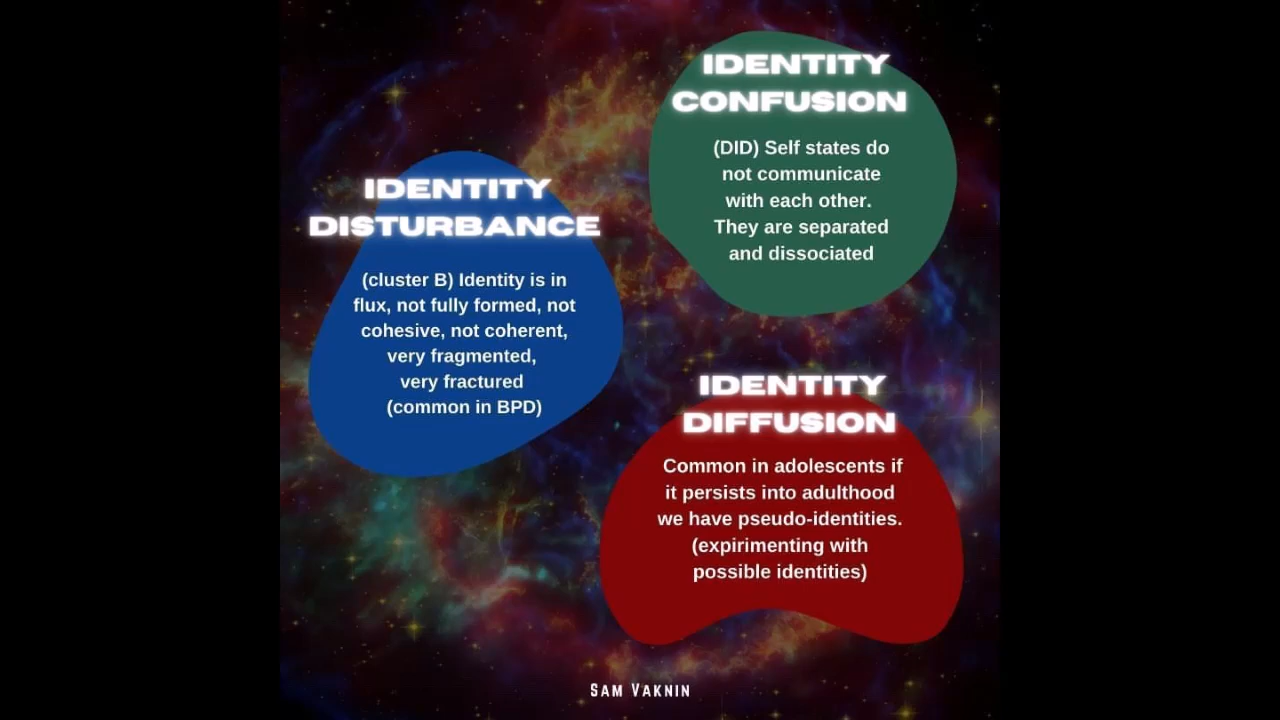 IDENTITY
DISTURBANCE
(cluster B) Identity is in
flux, not fully formed, not
cohesive, not coherent,
very fragmented,
very fractured
(common in BPD)
IDENTITY
CONFUSION
(DID) Self states do
not communicate
with each other.
They are separated
and dissociated
IDENTITY
DIFFUSION
Common in adolescents if
it persists into adulthood
we have pseudo-identities.
(expirimenting with
possible identities)
SAM VAKNIN